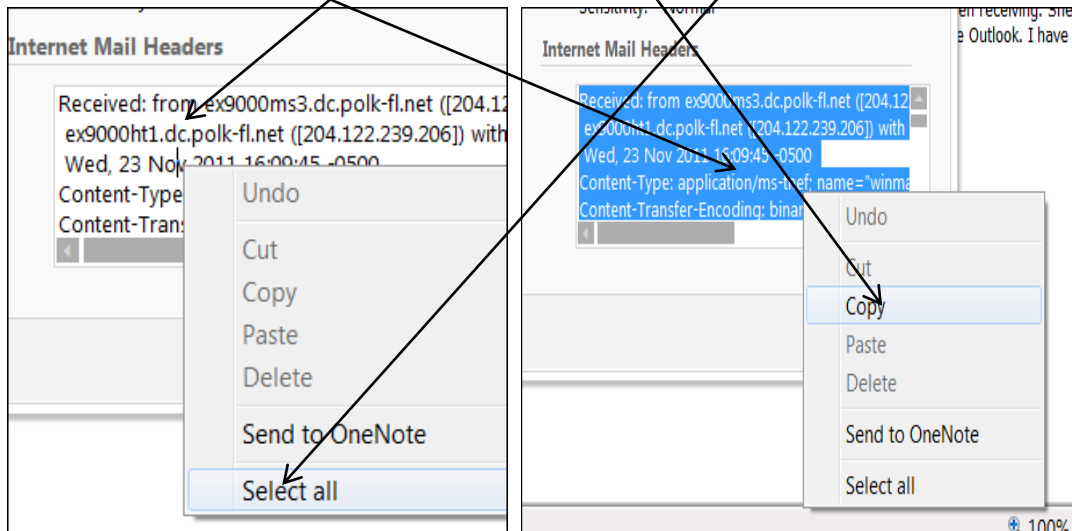 Internet Mail Headers
Received: from ex9000ms3.dc.polk-fl.net ([204.12
ex9000ht1.dc.polk-fl.net ([204.122.239.206]) with
Wed, 23 Nov 2011 16:09:45 -0500
Content-Type
Content-Trans
Undo
Cut
Copy
Paste
Delete
Send to OneNote
Select all
Sensitivity: Normal
Internet Mail Headers
Received: from ex9000ms3.dc.polk-fl.net ([204.12
ex9000ht1.dc.polk-fl.net ([204.122.239.206]) with
Wed, 23 Nov 2011 16:09:45 -0500
Content-Type: application/ms-tnef; name="winma
Content-Transfer-Encoding: binar
Undo
Cut
Copy
Paste
Delete
Send to OneNote
Select all
en receiving. She
e Outlook. I have
100%